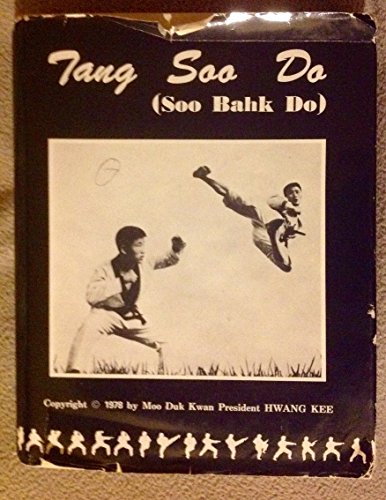 Tang Soo Do
(Soo Bahk Do)
Copyright © 1978 by Moo Duk Kwan President HWANG KEE